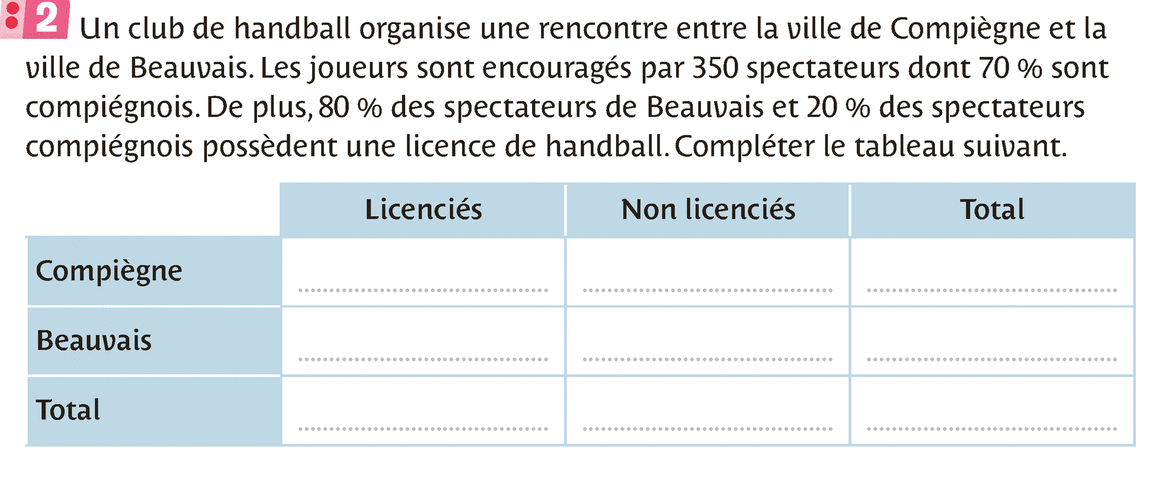 2 Un club de handball organise une rencontre entre la ville de Compiègne et la
ville de Beauvais. Les joueurs sont encouragés par 350 spectateurs dont 70 % sont
compiégnois. De plus, 80 % des spectateurs de Beauvais et 20 % des spectateurs
compiégnois possèdent une licence de handball. Compléter le tableau suivant.
Licenciés Non licenciés Total
Compiègne
Beauvais
Total